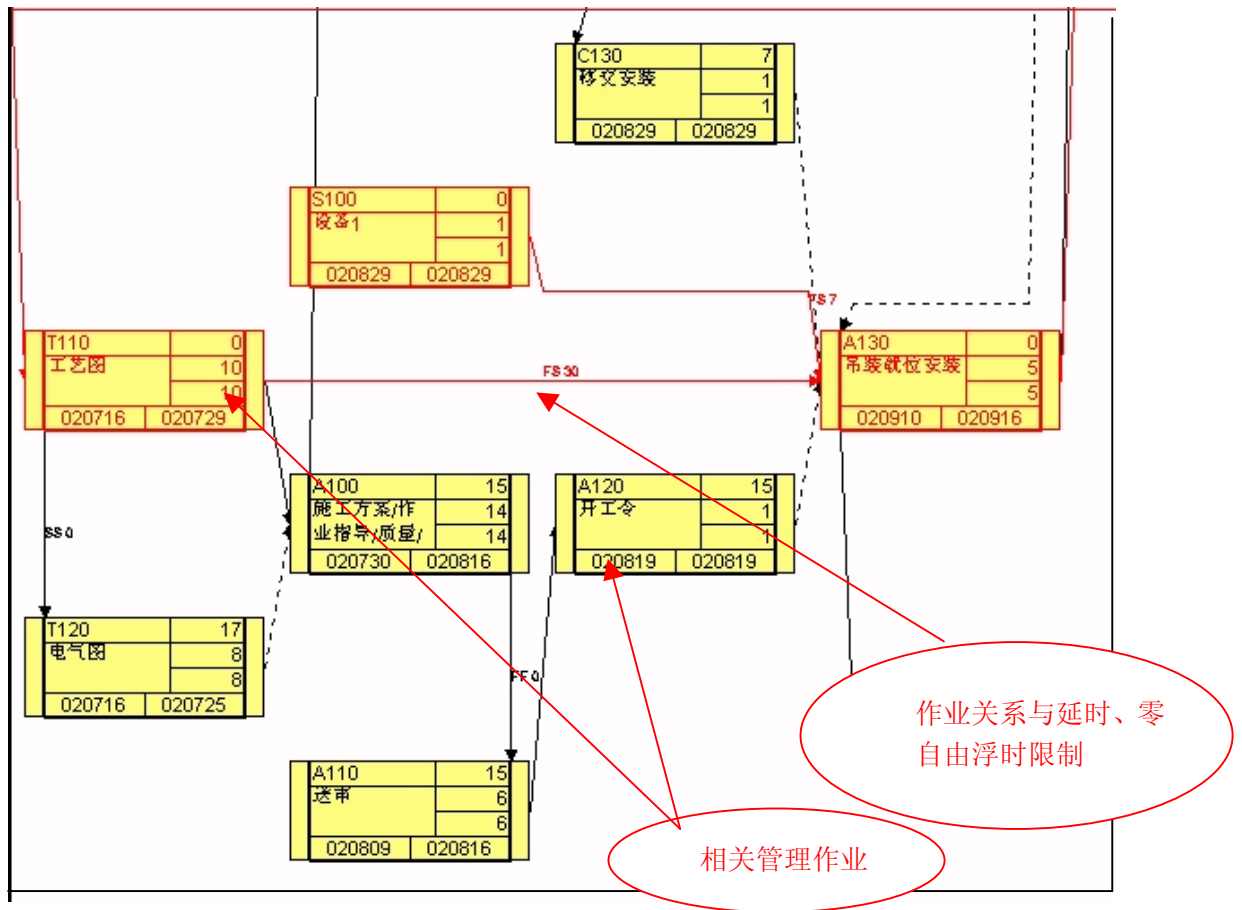 C130 7
移交安装 1
1
020829 020829
S100 0
设备1 1
1
020829 020829
FS7
T110 0
工艺图 10
10
020716 020729
FS30
A130 0
吊装就位安装 5
5
020910 020916
A100 15
施工方案/作 14
业指导/质量/ 14
020730 020816
A120 15
开工令 1
1
020819 020819
SS0
T120 17
电气图 8
8
020716 020725
FF0
A110 15
送审 6
6
020809 020816
作业关系与延时、零
自由浮时限制
相关管理作业